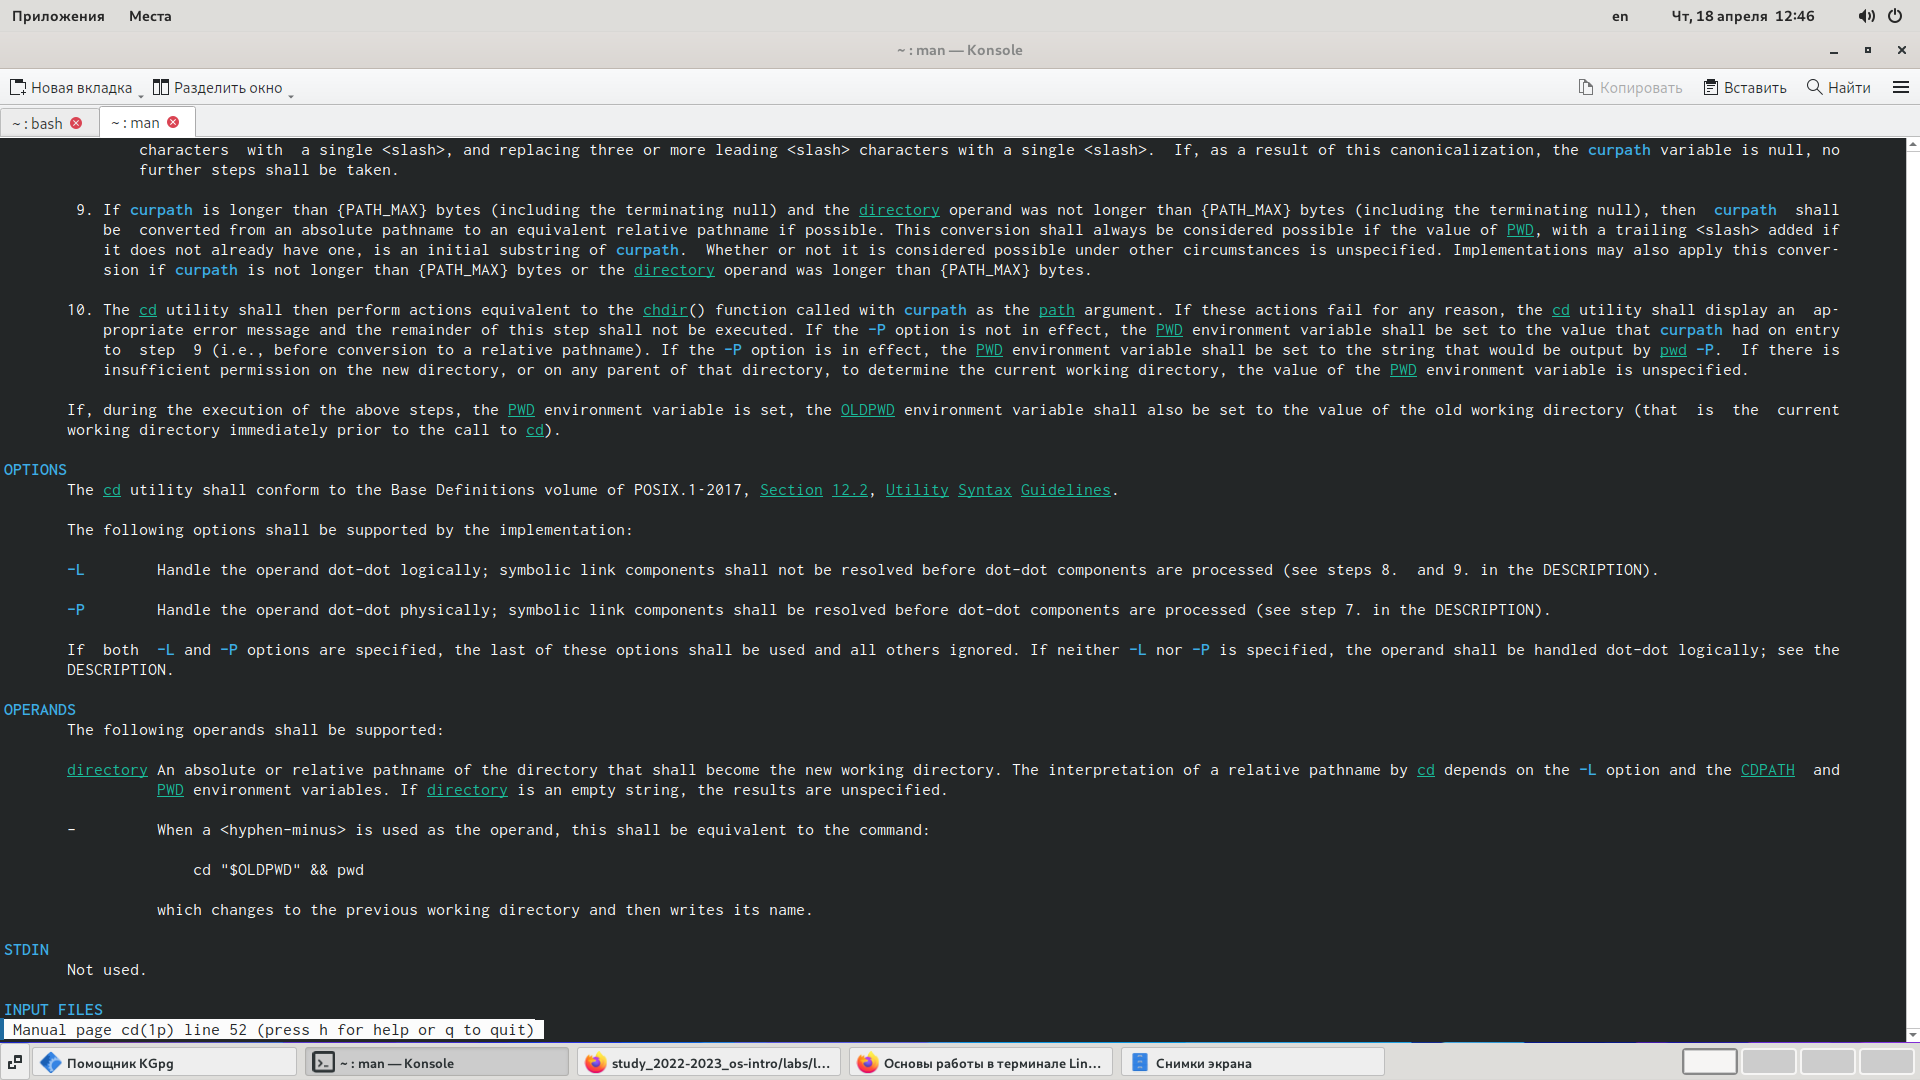 Приложения Места en Чт, 18 апреля 12:46
~ : man — Konsole
Новая вкладка Разделить окно Копировать Вставить Найти
~ : bash ~ : man
characters  with  a single <slash>, and replacing three or more leading <slash> characters with a single <slash>.  If, as a result of this canonicalization, the curpath variable is null, no
further steps shall be taken.
9. If curpath is longer than {PATH_MAX} bytes (including the terminating null) and the directory operand was not longer than {PATH_MAX} bytes (including the terminating null), then  curpath  shall
be  converted from an absolute pathname to an equivalent relative pathname if possible. This conversion shall always be considered possible if the value of PWD, with a trailing <slash> added if
it does not already have one, is an initial substring of curpath.  Whether or not it is considered possible under other circumstances is unspecified. Implementations may also apply this conver-
sion if curpath is not longer than {PATH_MAX} bytes or the directory operand was longer than {PATH_MAX} bytes.
10. The cd utility shall then perform actions equivalent to the chdir() function called with curpath as the path argument. If these actions fail for any reason, the cd utility shall display an  ap-
propriate error message and the remainder of this step shall not be executed. If the -P option is not in effect, the PWD environment variable shall be set to the value that curpath had on entry
to  step  9 (i.e., before conversion to a relative pathname). If the -P option is in effect, the PWD environment variable shall be set to the string that would be output by pwd -P.  If there is
insufficient permission on the new directory, or on any parent of that directory, to determine the current working directory, the value of the PWD environment variable is unspecified.
If, during the execution of the above steps, the PWD environment variable is set, the OLDPWD environment variable shall also be set to the value of the old working directory (that  is  the  current
working directory immediately prior to the call to cd).
OPTIONS
The cd utility shall conform to the Base Definitions volume of POSIX.1-2017, Section 12.2, Utility Syntax Guidelines.
The following options shall be supported by the implementation:
-L        Handle the operand dot-dot logically; symbolic link components shall not be resolved before dot-dot components are processed (see steps 8.  and 9. in the DESCRIPTION).
-P        Handle the operand dot-dot physically; symbolic link components shall be resolved before dot-dot components are processed (see step 7. in the DESCRIPTION).
If  both  -L and -P options are specified, the last of these options shall be used and all others ignored. If neither -L nor -P is specified, the operand shall be handled dot-dot logically; see the
DESCRIPTION.
OPERANDS
The following operands shall be supported:
directory An absolute or relative pathname of the directory that shall become the new working directory. The interpretation of a relative pathname by cd depends on the -L option and the CDPATH  and
PWD environment variables. If directory is an empty string, the results are unspecified.
-         When a <hyphen-minus> is used as the operand, this shall be equivalent to the command:
cd "$OLDPWD" && pwd
which changes to the previous working directory and then writes its name.
STDIN
Not used.
INPUT FILES
Manual page cd(1p) line 52 (press h for help or q to quit)
Помощник KGpg ~ : man — Konsole study_2022-2023_os-intro/labs/l... Основы работы в терминале Lin... Снимки экрана